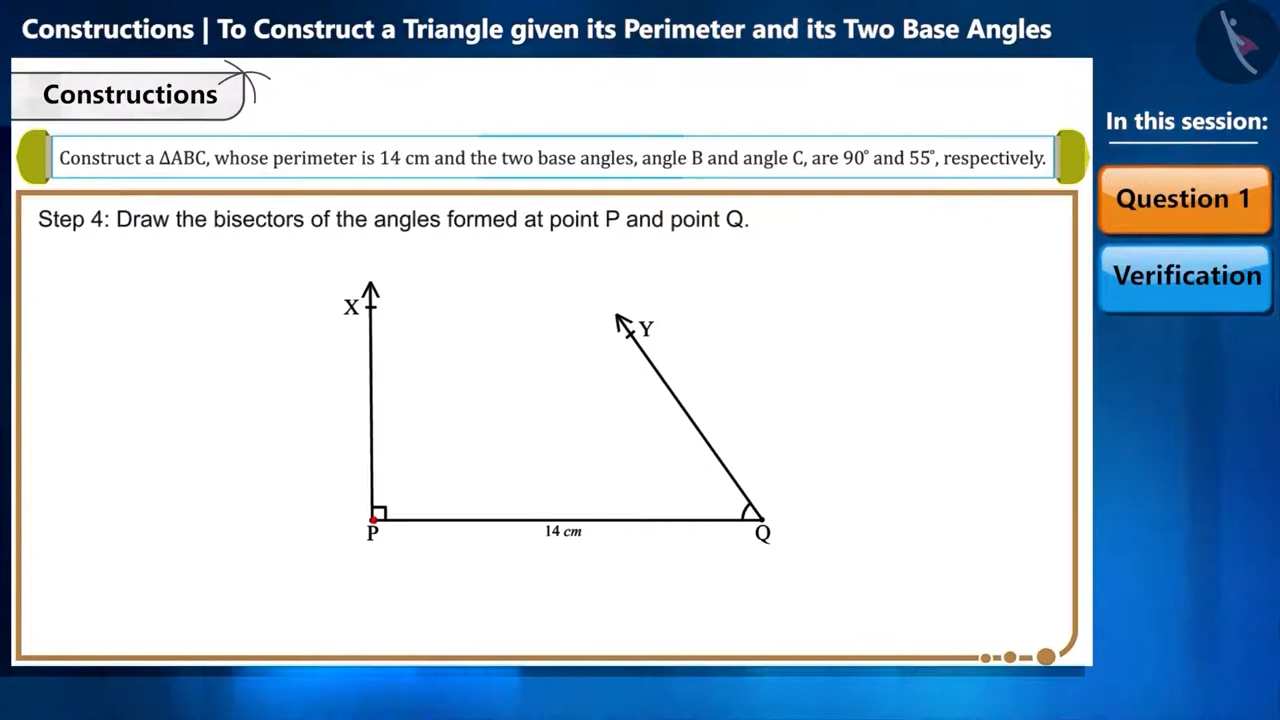 Constructions | To Construct a Triangle given its Perimeter and its Two Base Angles
Constructions
In this session:
Construct a ΔABC, whose perimeter is 14 cm and the two base angles, angle B and angle C, are 90° and 55°, respectively.
Question 1
Step 4: Draw the bisectors of the angles formed at point P and point Q.
Verification
X
Y
P
14 cm
Q